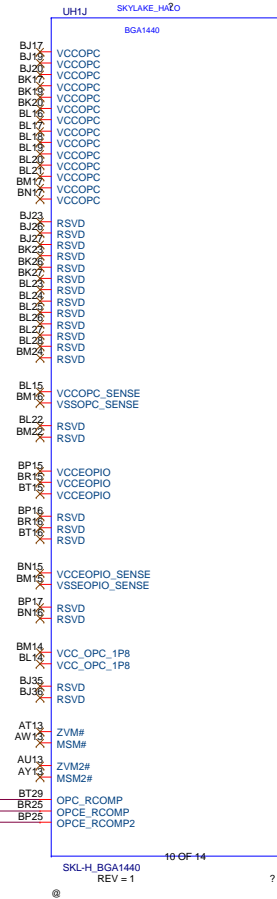 UH1J SKYLAKE_HALO
?
BGA1440
BJ17 VCCOPC
BJ19 VCCOPC
BJ20 VCCOPC
BK17 VCCOPC
BK19 VCCOPC
BK20 VCCOPC
BL16 VCCOPC
BL17 VCCOPC
BL18 VCCOPC
BL19 VCCOPC
BL20 VCCOPC
BL21 VCCOPC
BM17 VCCOPC
BN17 VCCOPC
BJ23 RSVD
BJ26 RSVD
BJ27 RSVD
BK23 RSVD
BK26 RSVD
BK27 RSVD
BL23 RSVD
BL24 RSVD
BL25 RSVD
BL26 RSVD
BL27 RSVD
BL28 RSVD
BM24 RSVD
BL15 VCCOPC_SENSE
BM16 VSSOPC_SENSE
BL22 RSVD
BM22 RSVD
BP15 VCCEOPIO
BR15 VCCEOPIO
BT15 VCCEOPIO
BP16 RSVD
BR16 RSVD
BT16 RSVD
BN15 VCCEOPIO_SENSE
BM15 VSSEOPIO_SENSE
BP17 RSVD
BN16 RSVD
BM14 VCC_OPC_1P8
BL14 VCC_OPC_1P8
BJ35 RSVD
BJ36 RSVD
AT13 ZVM#
AW13 MSM#
AU13 ZVM2#
AY13 MSM2#
BT29 OPC_RCOMP
BR25 OPCE_RCOMP
BP25 OPCE_RCOMP2
10 OF 14
SKL-H_BGA1440
REV = 1 ?
@